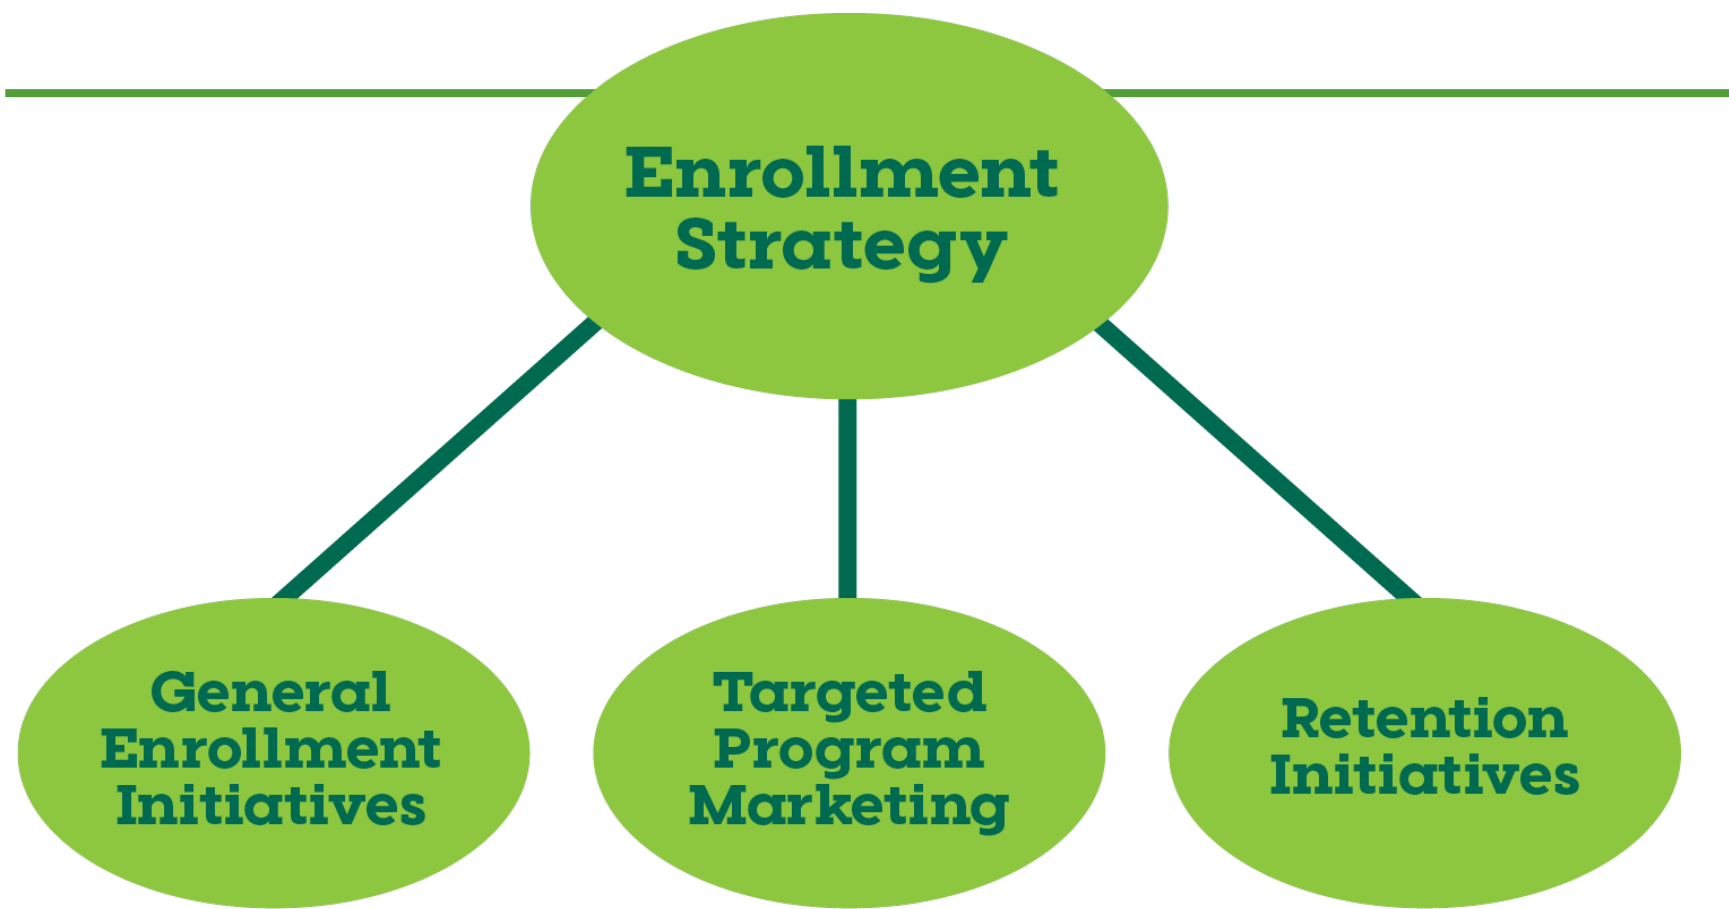 Enrollment
Strategy
General
Enrollment
Initiatives
Targeted
Program
Marketing
Retention
Initiatives